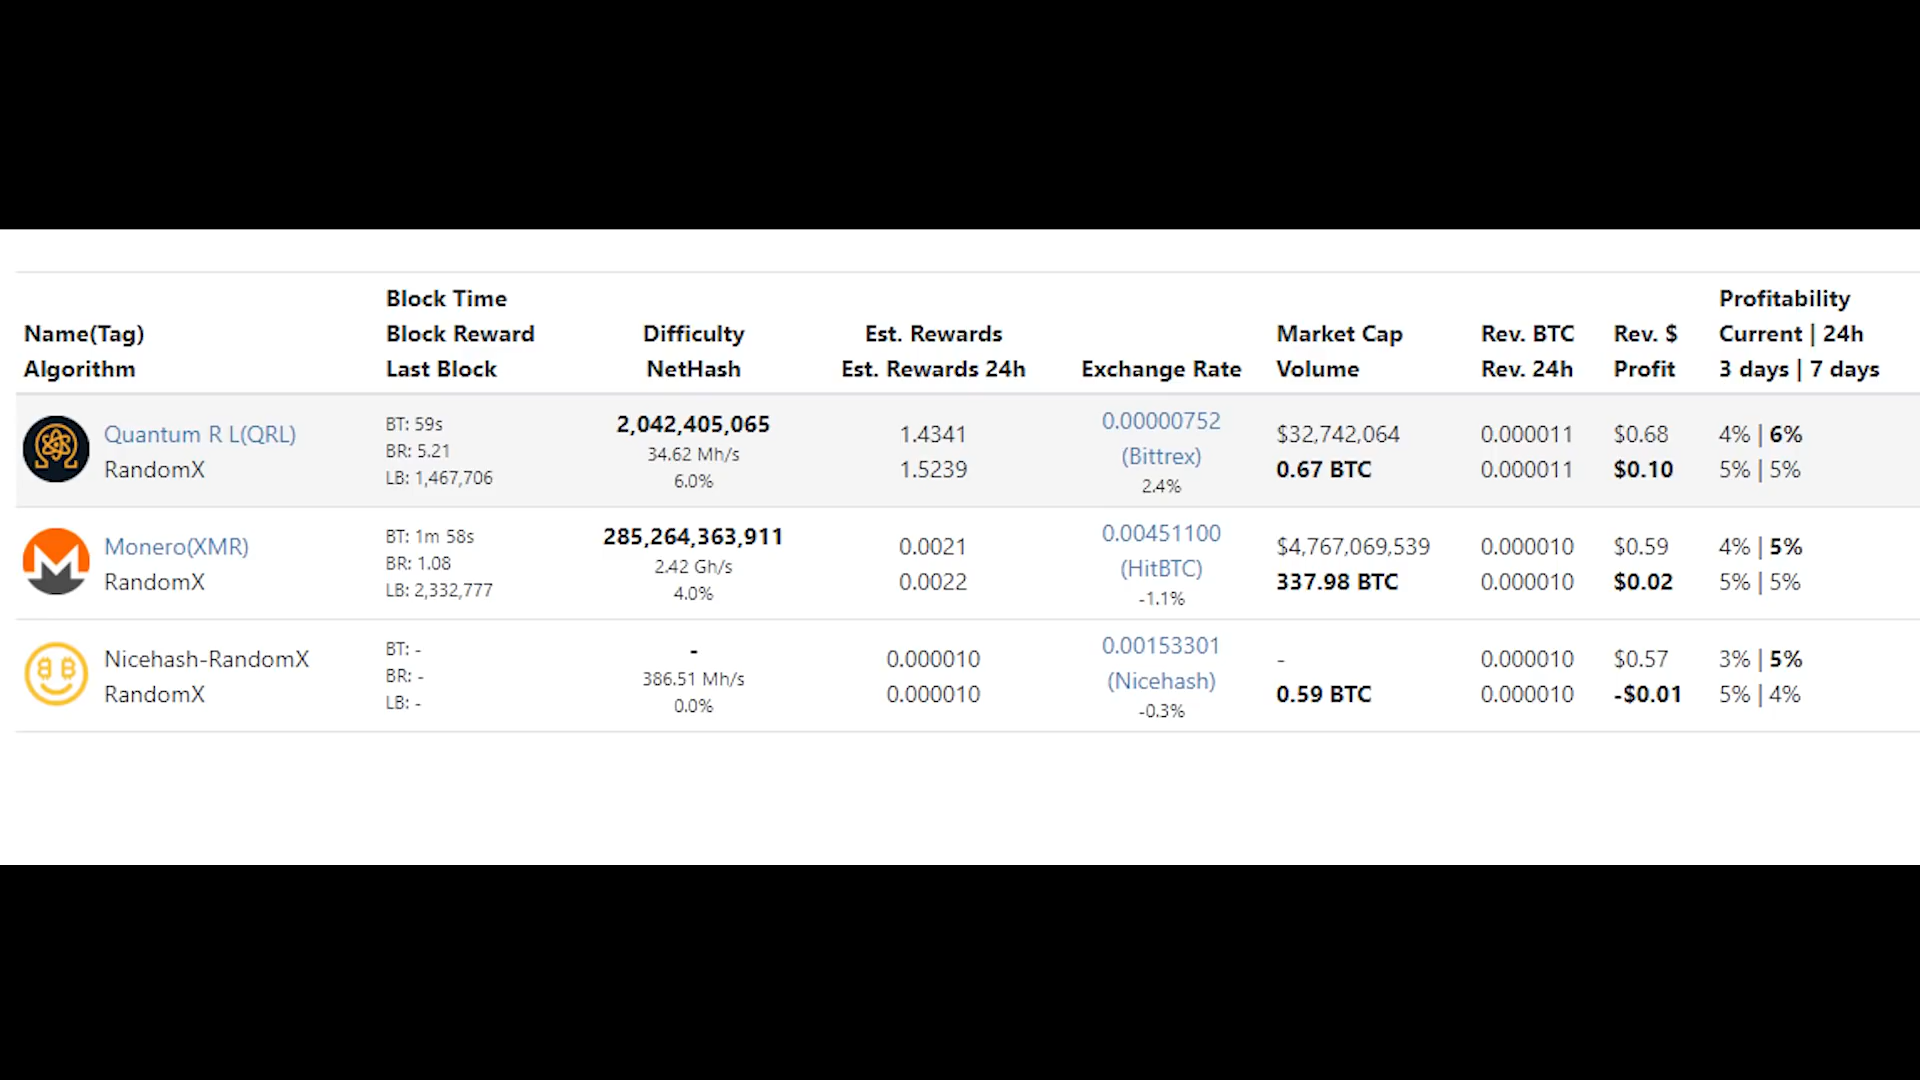 Name(Tag)
Algorithm
Block Time
Block Reward
Last Block
Difficulty
NetHash
Est. Rewards
Est. Rewards 24h
Exchange Rate
Market Cap
Volume
Rev. BTC
Rev. 24h
Rev. $
Profit
Profitability
Current | 24h
3 days | 7 days
Quantum R L(QRL)
RandomX
BT: 59s
BR: 5.21
LB: 1,467,706
2,042,405,065
34.62 Mh/s
6.0%
1.4341
1.5239
0.00000752
(Bittrex)
2.4%
$32,742,064
0.67 BTC
0.000011
0.000011
$0.68
$0.10
4% | 6%
5% | 5%
Monero(XMR)
RandomX
BT: 1m 58s
BR: 1.08
LB: 2,332,777
285,264,363,911
2.42 Gh/s
4.0%
0.0021
0.0022
0.00451100
(HitBTC)
-1.1%
$4,767,069,539
337.98 BTC
0.000010
0.000010
$0.59
$0.02
4% | 5%
5% | 5%
Nicehash-RandomX
RandomX
BT: -
BR: -
LB: -
-
386.51 Mh/s
0.0%
0.000010
0.000010
0.00153301
(Nicehash)
-0.3%
-
0.59 BTC
0.000010
0.000010
$0.57
-$0.01
3% | 5%
5% | 4%